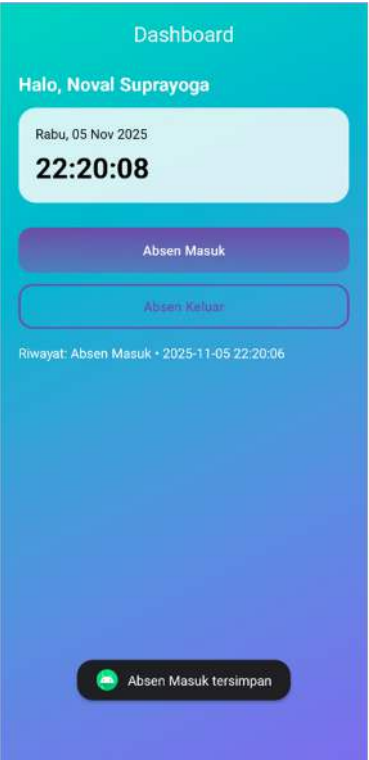 Dashboard
Halo, Noval Suprayoga
Rabu, 05 Nov 2025
22:20:08
Absen Masuk
Absen Keluar
Riwayat: Absen Masuk • 2025-11-05 22:20:06
Absen Masuk tersimpan